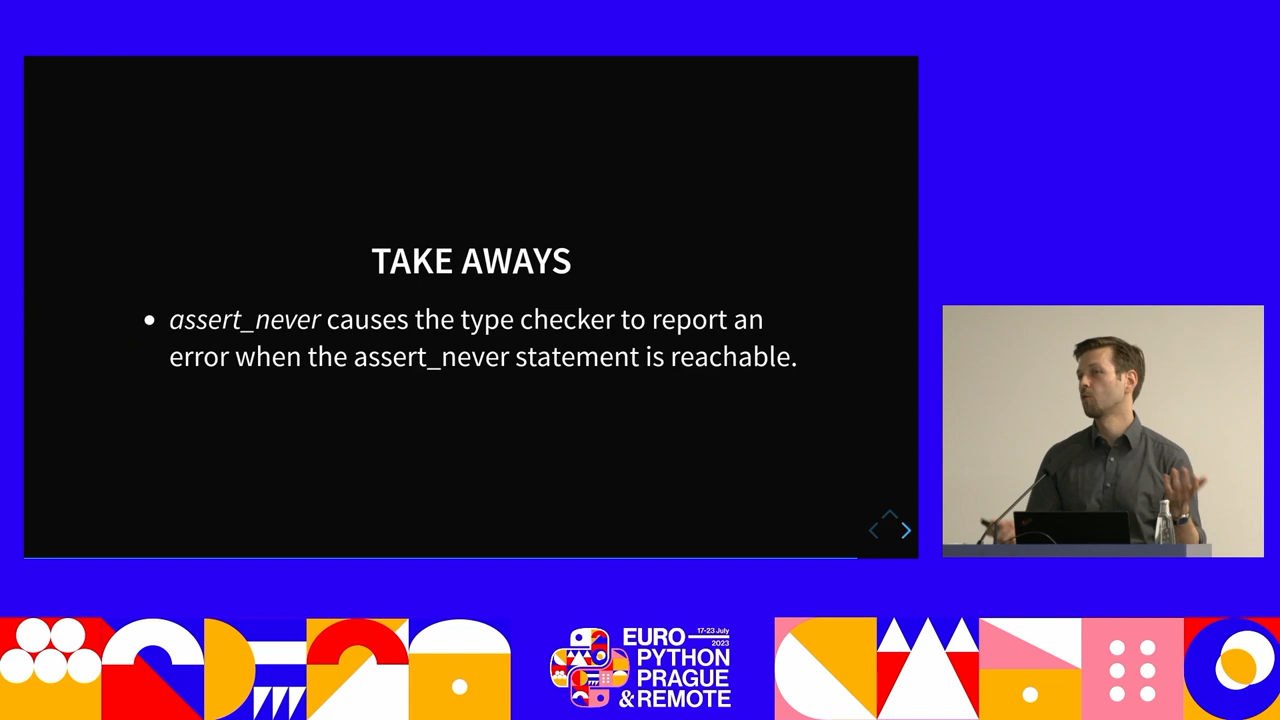 TAKE AWAYS
• assert_never causes the type checker to report an
error when the assert_never statement is reachable.
EURO 17-23 July
2023
PYTHON
PRAGUE
& REMOTE